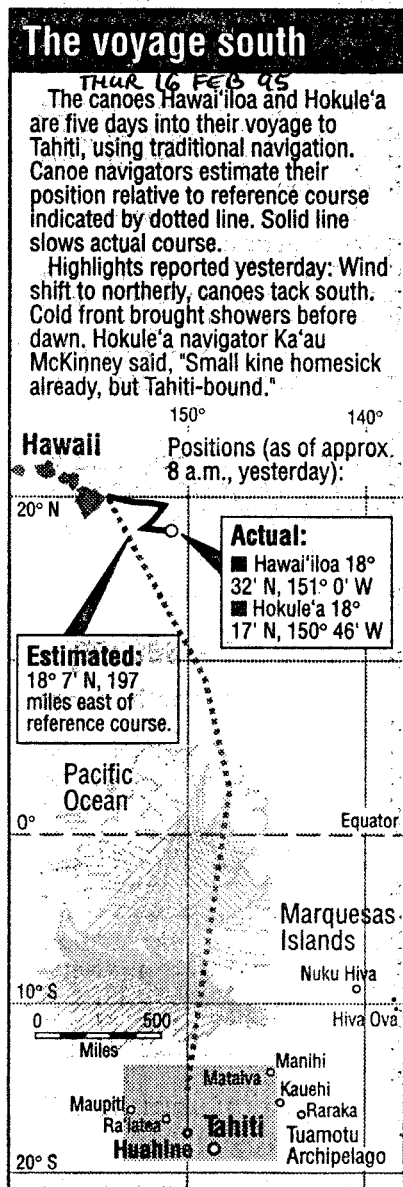 The voyage south
THUR 16 FEB 95
The canoes Hawai'iloa and Hokule'a
are five days into their voyage to
Tahiti, using traditional navigation.
Canoe navigators estimate their
position relative to reference course
indicated by dotted line. Solid line
slows actual course.
Highlights reported yesterday: Wind
shift to northerly, canoes tack south.
Cold front brought showers before
dawn. Hokule'a navigator Ka'au
McKinney said, "Small kine homesick
already, but Tahiti-bound."
150° 140°
Hawaii
Positions (as of approx.
8 a.m., yesterday):
20° N
Actual:
Hawai'iloa 18°
32' N, 151° 0' W
Hokule'a 18°
17' N, 150° 46' W
Estimated:
18° 7' N, 197
miles east of
reference course.
Pacific
Ocean
0° Equator
Marquesas
Islands
Nuku Hiva
10° S
Hiva Ova
0 500
Miles
Manihi
Mataiva
Kauehi
Maupiti
Raraka
Ra'iatea
Tahiti
Huahine
Tuamotu
Archipelago
20° S